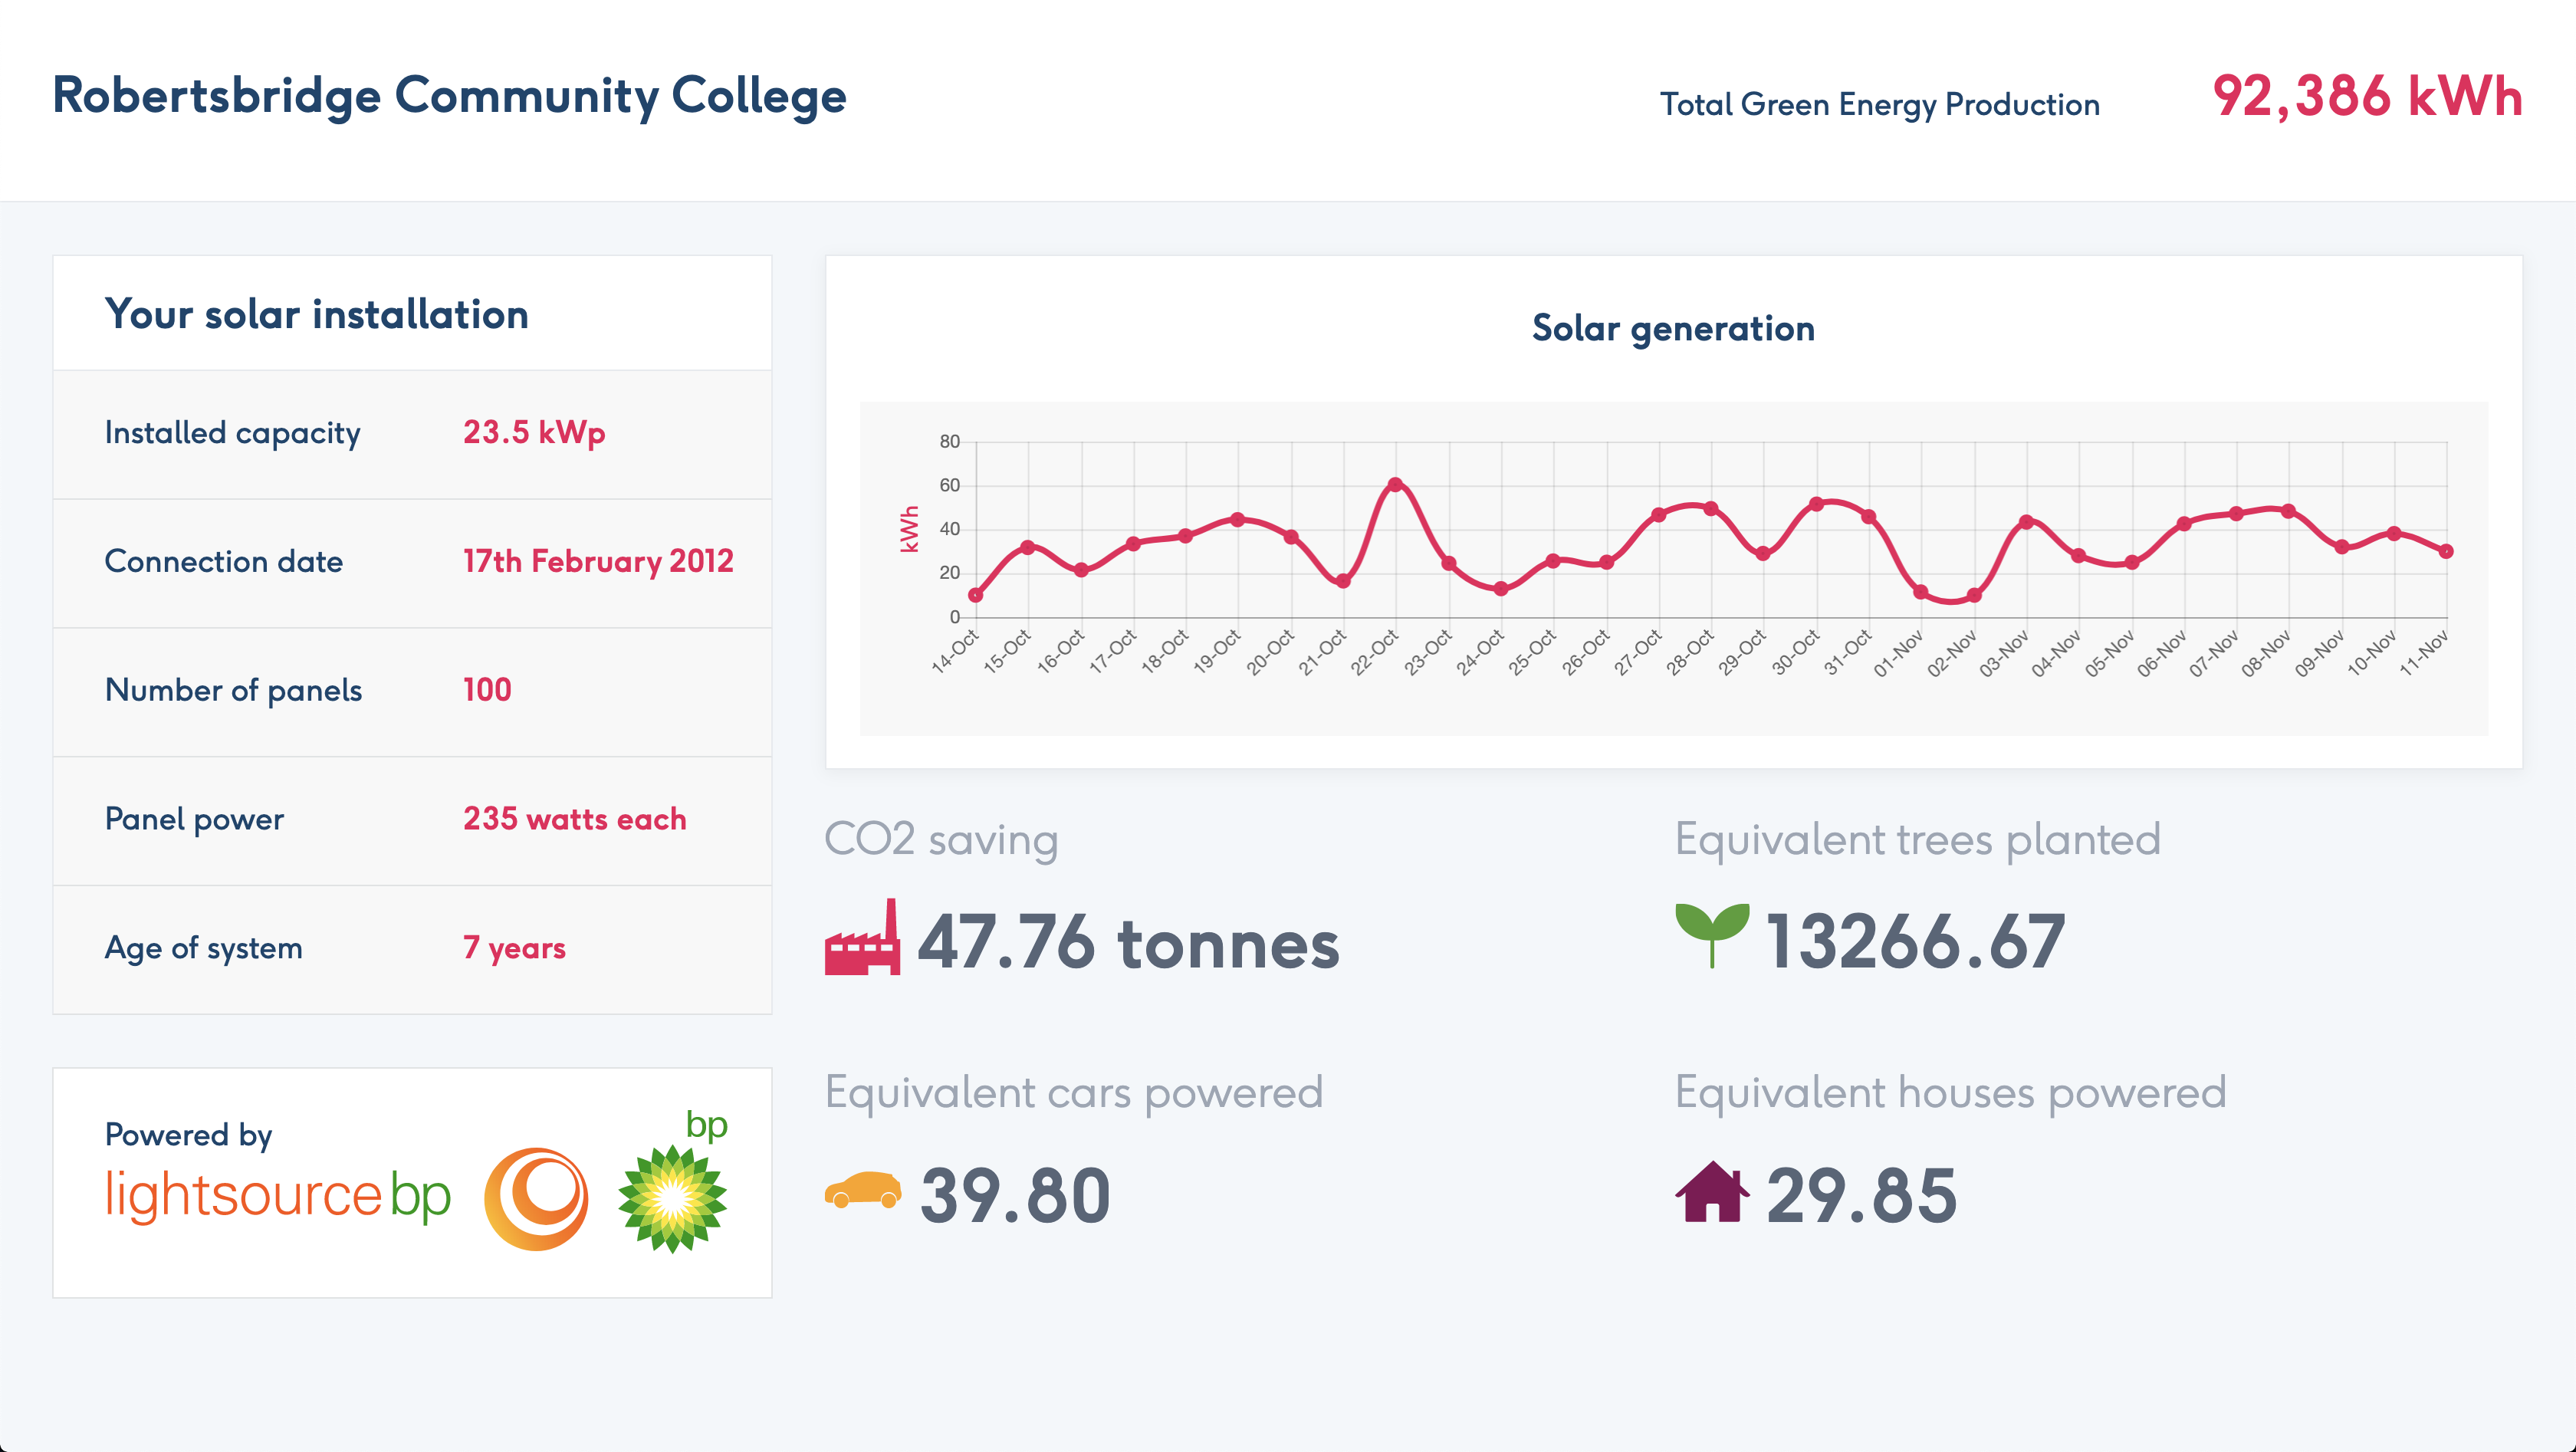 Robertsbridge Community College
Total Green Energy Production 92,386 kWh
Your solar installation
Installed capacity 23.5 kWp
Connection date 17th February 2012
Number of panels 100
Panel power 235 watts each
Age of system 7 years
Powered by
lightsource bp
bp
Solar generation
kWh
80
60
40
20
0
14-Oct 15-Oct 16-Oct 17-Oct 18-Oct 19-Oct 20-Oct 21-Oct 22-Oct 23-Oct 24-Oct 25-Oct 26-Oct 27-Oct 28-Oct 29-Oct 30-Oct 31-Oct 01-Nov 02-Nov 03-Nov 04-Nov 05-Nov 06-Nov 07-Nov 08-Nov 09-Nov 10-Nov 11-Nov
CO2 saving
47.76 tonnes
Equivalent trees planted
13266.67
Equivalent cars powered
39.80
Equivalent houses powered
29.85